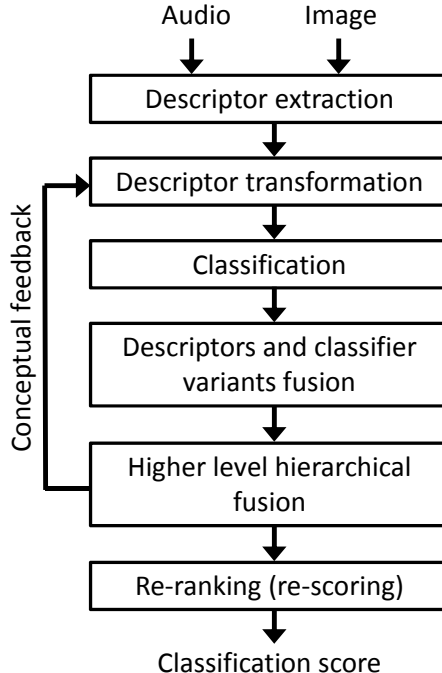 Audio Image
Descriptor extraction
Descriptor transformation
Classification
Descriptors and classifier
variants fusion
Higher level hierarchical
fusion
Re-ranking (re-scoring)
Classification score
Conceptual feedback